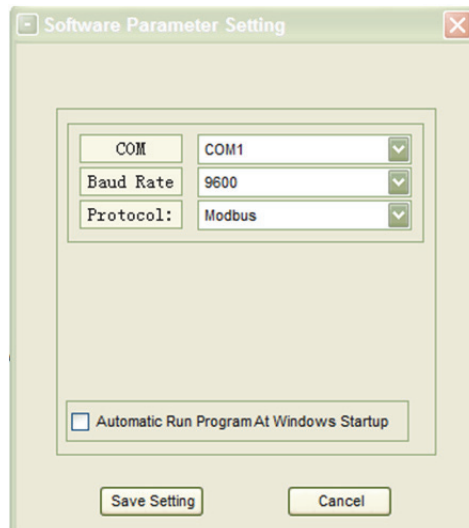 Software Parameter Setting
COM COM1
Baud Rate 9600
Protocol: Modbus
Automatic Run Program At Windows Startup
Save Setting Cancel